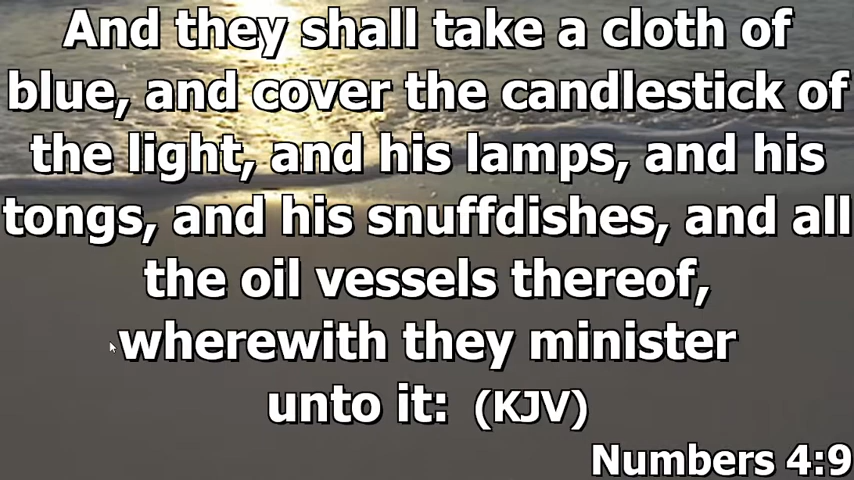 And they shall take a cloth of
blue, and cover the candlestick of
the light, and his lamps, and his
tongs, and his snuffdishes, and all
the oil vessels thereof,
wherewith they minister
unto it: (KJV)
Numbers 4:9